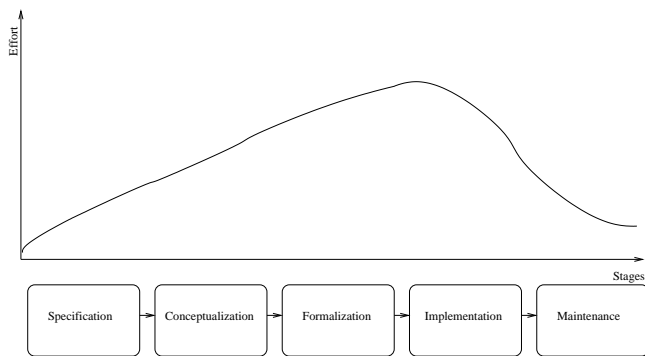 Effort
Stages
Specification
Conceptualization
Formalization
Implementation
Maintenance